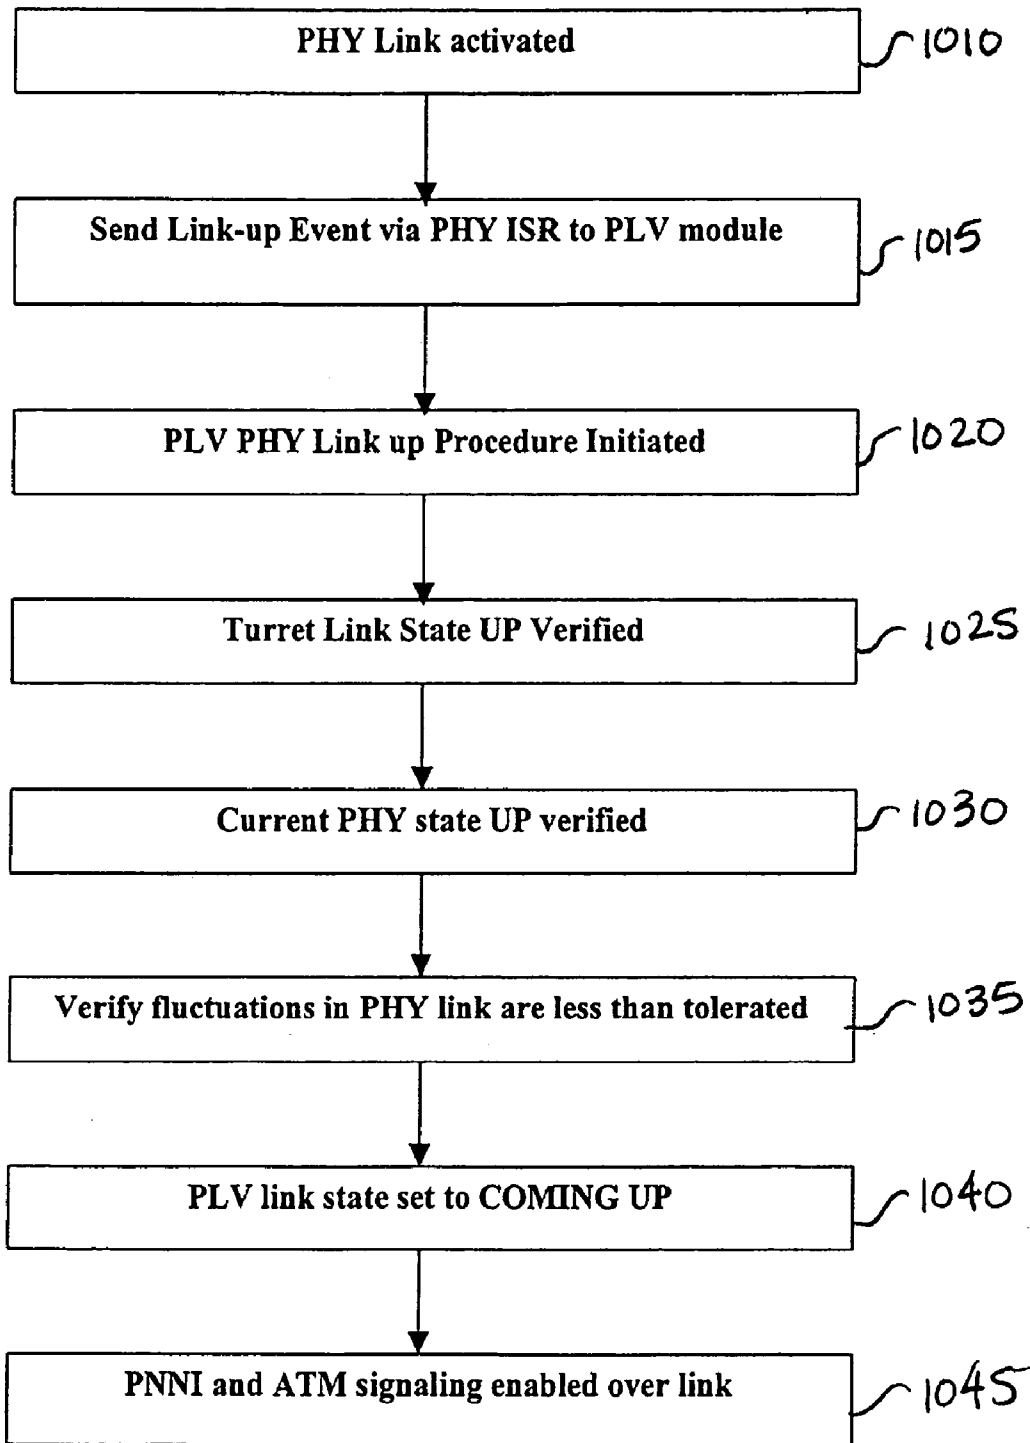 PHY Link activated
1010
Send Link-up Event via PHY ISR to PLV module
1015
PLV PHY Link up Procedure Initiated
1020
Turret Link State UP Verified
1025
Current PHY state UP verified
1030
Verify fluctuations in PHY link are less than tolerated
1035
PLV link state set to COMING UP
1040
PNNI and ATM signaling enabled over link
1045